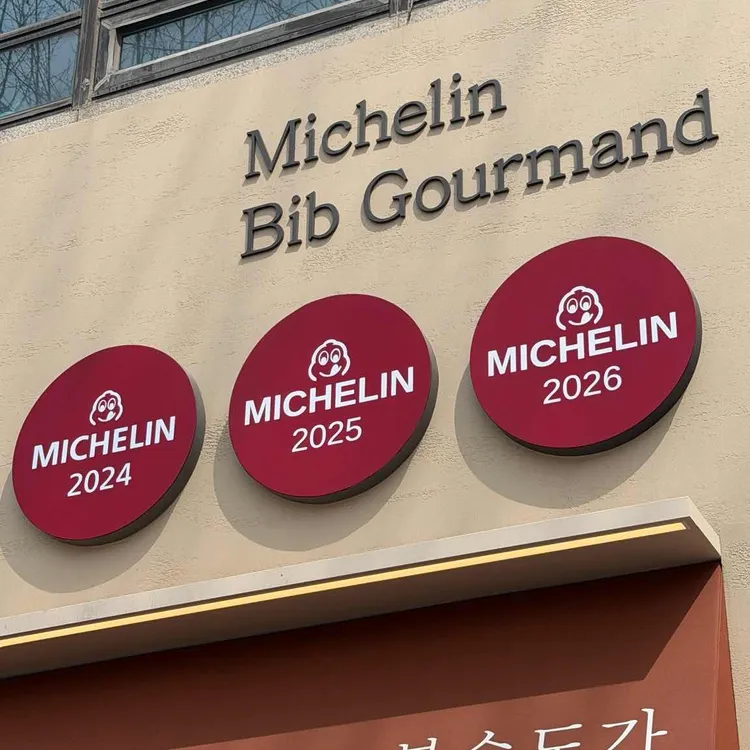 Michelin
Bib Gourmand
MICHELIN
2024
MICHELIN
2025
MICHELIN
2026